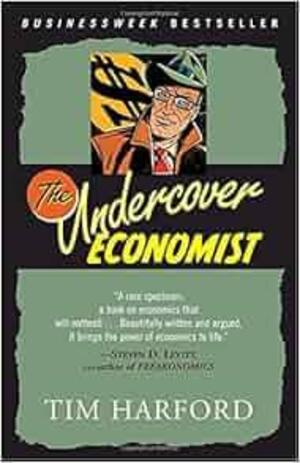 BUSINESSWEEK BESTSELLER
The
Undercover
ECONOMIST
"A rare specimen:
a book on economics that
will enthrall . . . Beautifully written and argued,
it brings the power of economics to life."
—STEVEN D. LEVITT,
co-author of FREAKONOMICS
TIM HARFORD